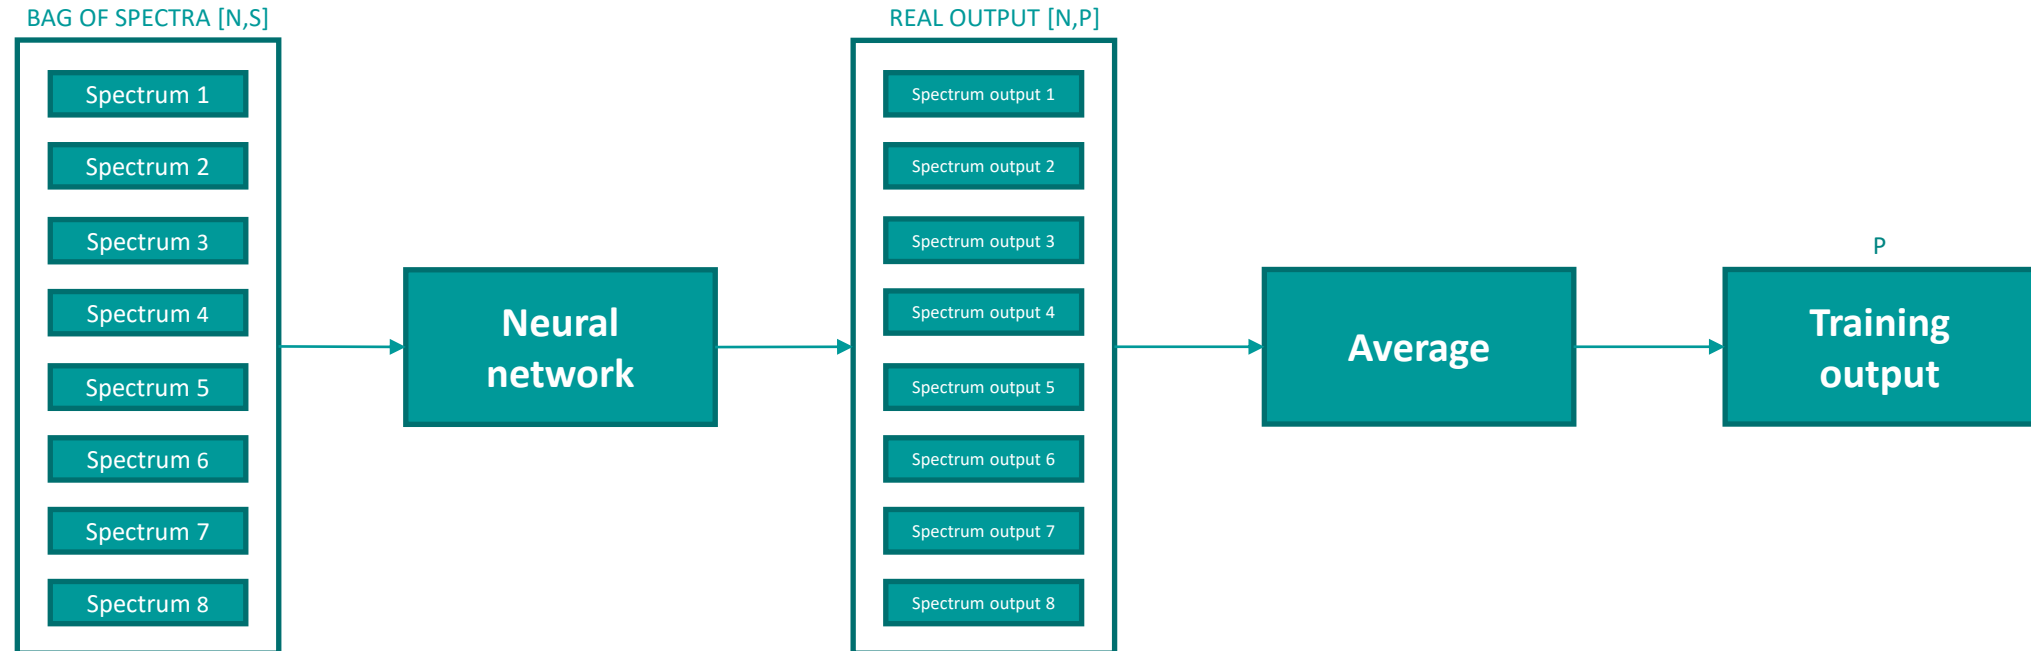 BAG OF SPECTRA [N,S]
Spectrum 1
Spectrum 2
Spectrum 3
Spectrum 4
Spectrum 5
Spectrum 6
Spectrum 7
Spectrum 8
Neural
network
REAL OUTPUT [N,P]
Spectrum output 1
Spectrum output 2
Spectrum output 3
Spectrum output 4
Spectrum output 5
Spectrum output 6
Spectrum output 7
Spectrum output 8
Average
P
Training
output